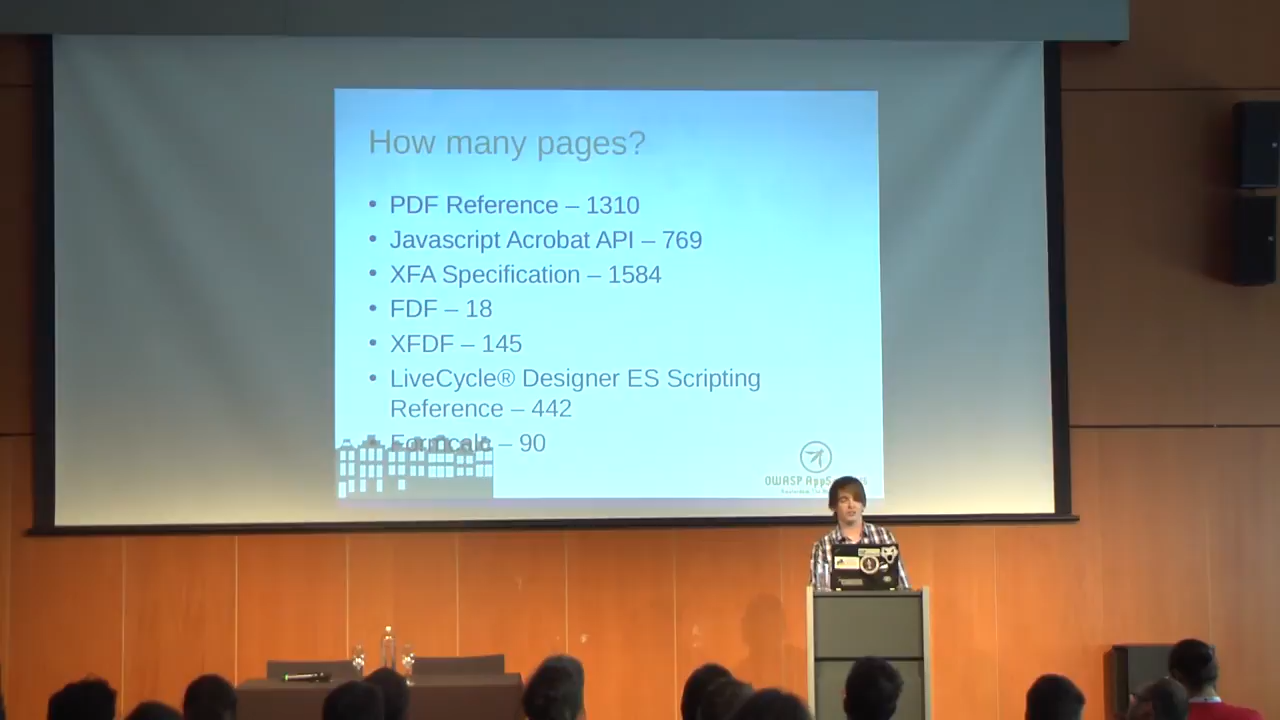 How many pages?
• PDF Reference – 1310
• Javascript Acrobat API – 769
• XFA Specification – 1584
• FDF – 18
• XFDF – 145
• LiveCycle® Designer ES Scripting
Reference – 442
• Formcalc – 90
OWASP